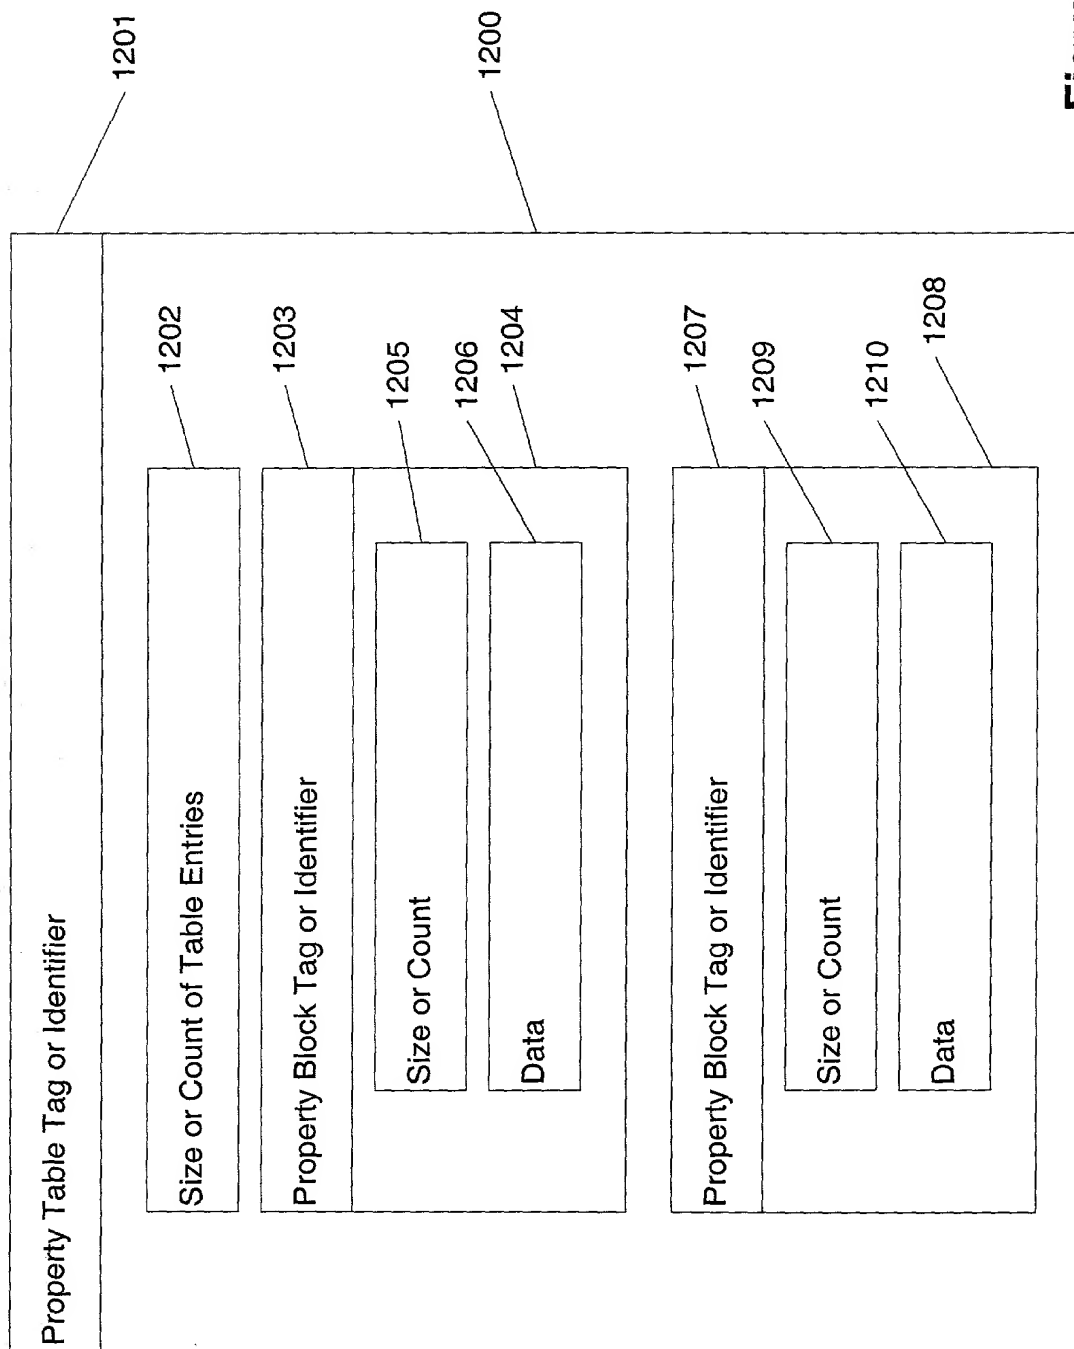 Property Table Tag or Identifier
1201
1200
Size or Count of Table Entries
1202
Property Block Tag or Identifier
1203
Size or Count
1205
Data
1206
1204
Property Block Tag or Identifier
1207
Size or Count
1209
Data
1210
1208